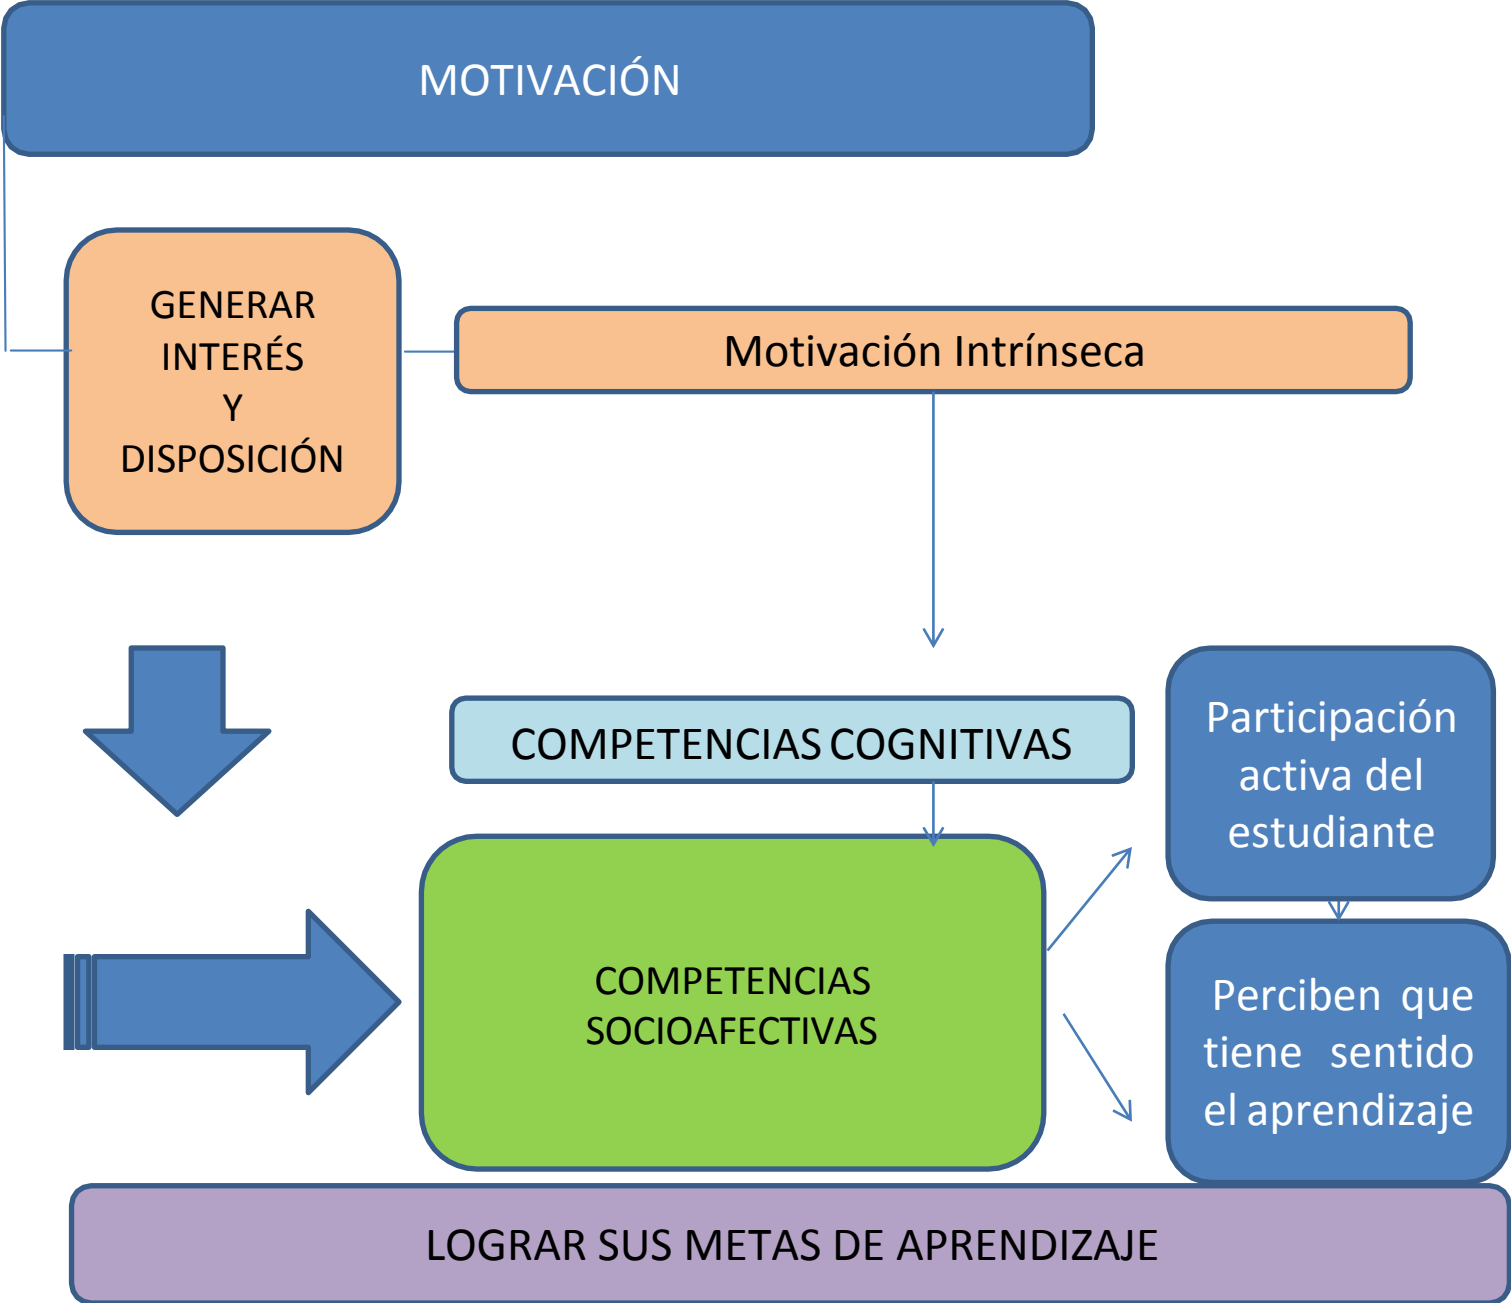 MOTIVACIÓN
GENERAR
INTERÉS
Y
DISPOSICIÓN
Motivación Intrínseca
COMPETENCIAS COGNITIVAS
Participación
activa del
estudiante
COMPETENCIAS
SOCIOAFECTIVAS
Perciben que
tiene sentido
el aprendizaje
LOGRAR SUS METAS DE APRENDIZAJE